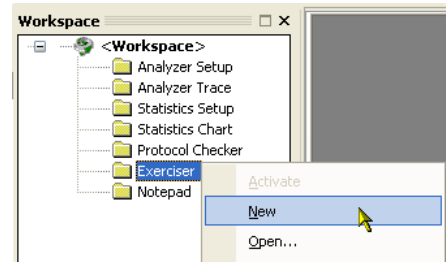 Workspace
<Workspace>
Analyzer Setup
Analyzer Trace
Statistics Setup
Statistics Chart
Protocol Checker
Exerciser
Notepad
Activate
New
Open...